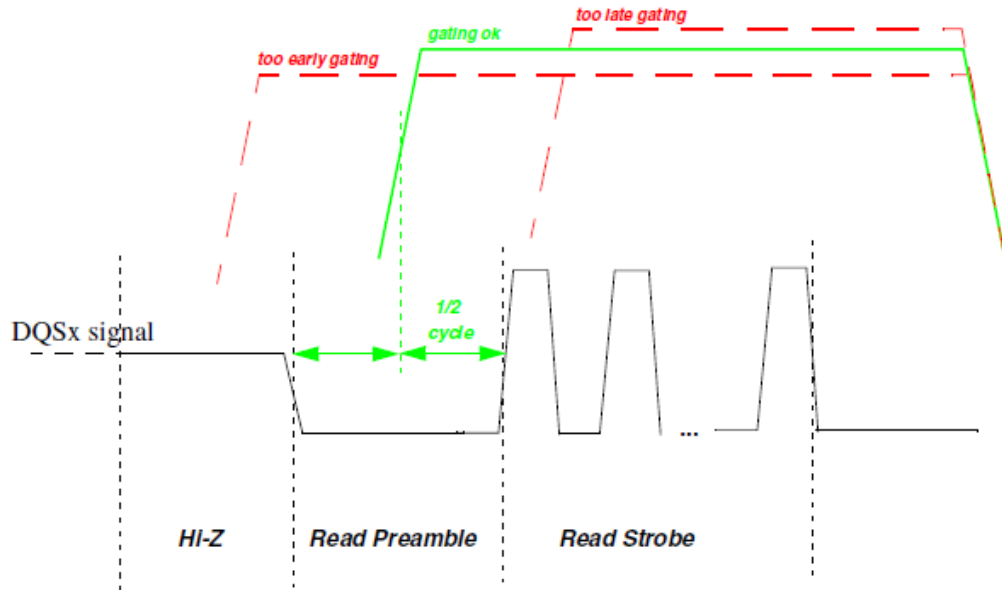 too late gating
gating ok
too early gating
1/2
cycle
DQSx signal
...
Hi-Z
Read Preamble
Read Strobe